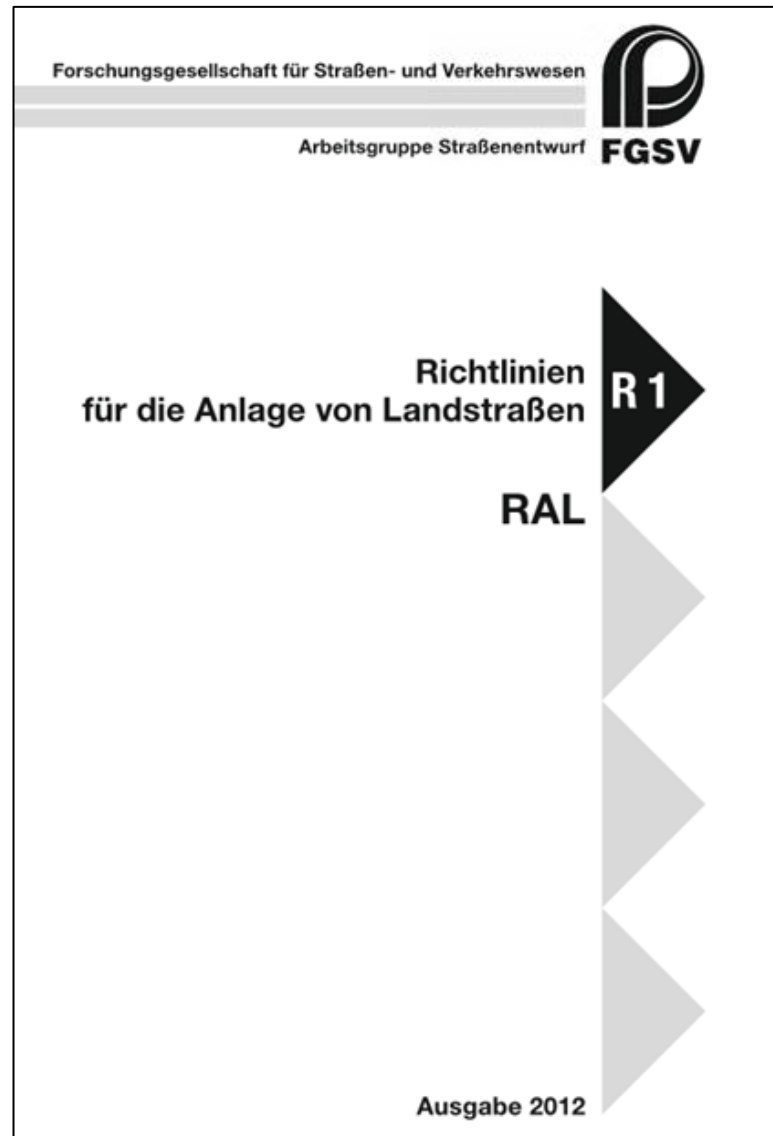 Forschungsgesellschaft für Straßen- und Verkehrswesen
Arbeitsgruppe Straßenentwurf
FGSV
Richtlinien
für die Anlage von Landstraßen
R 1
RAL
Ausgabe 2012